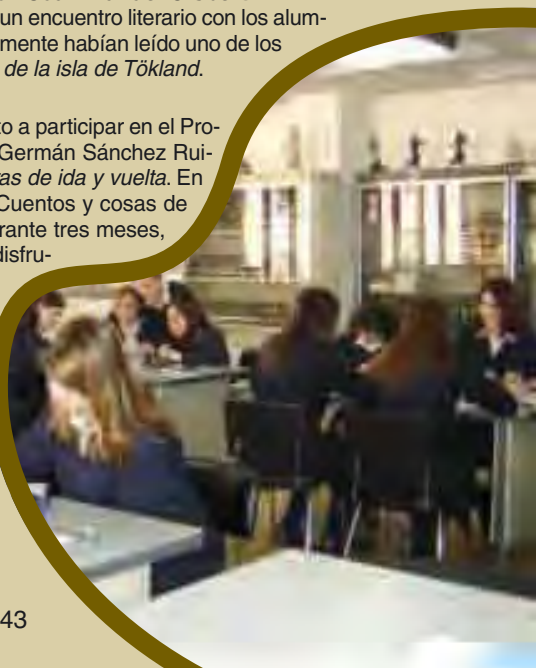 un encuentro literario con los alum-
mente habían leído uno de los
de la isla de Tökland.
o a participar en el Pro-
Germán Sánchez Rui-
as de ida y vuelta. En
Cuentos y cosas de
rante tres meses,
disfru-
43